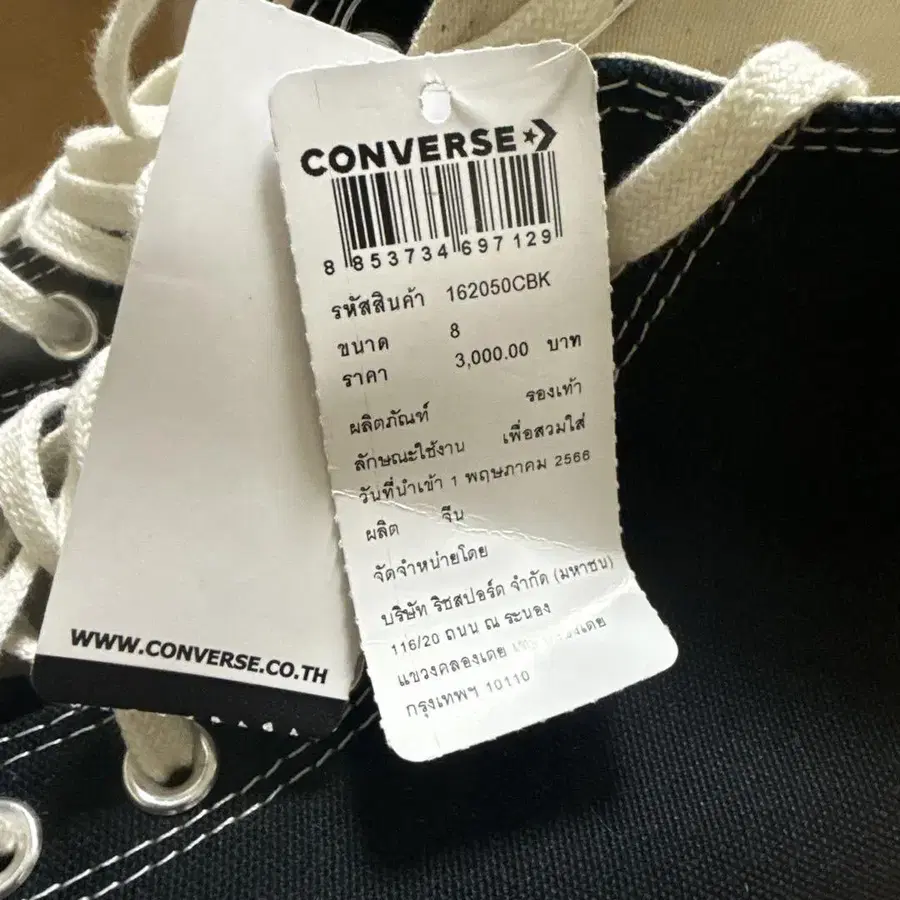 CONVERSE
8 853734 697129
รหัสสินค้า 162050CBK
ขนาด 8
ราคา 3,000.00 บาท
ผลิตภัณฑ์ รองเท้า
ลักษณะใช้งาน เพื่อสวมใส่
วันที่นำเข้า 1 พฤษภาคม 2566
ผลิต จีน
จัดจำหน่ายโดย
บริษัท ริชสปอร์ต จำกัด (มหาชน)
116/20 ถนน ณ ระนอง
แขวงคลองเตย
กรุงเทพฯ 10110
WWW.CONVERSE.CO.TH